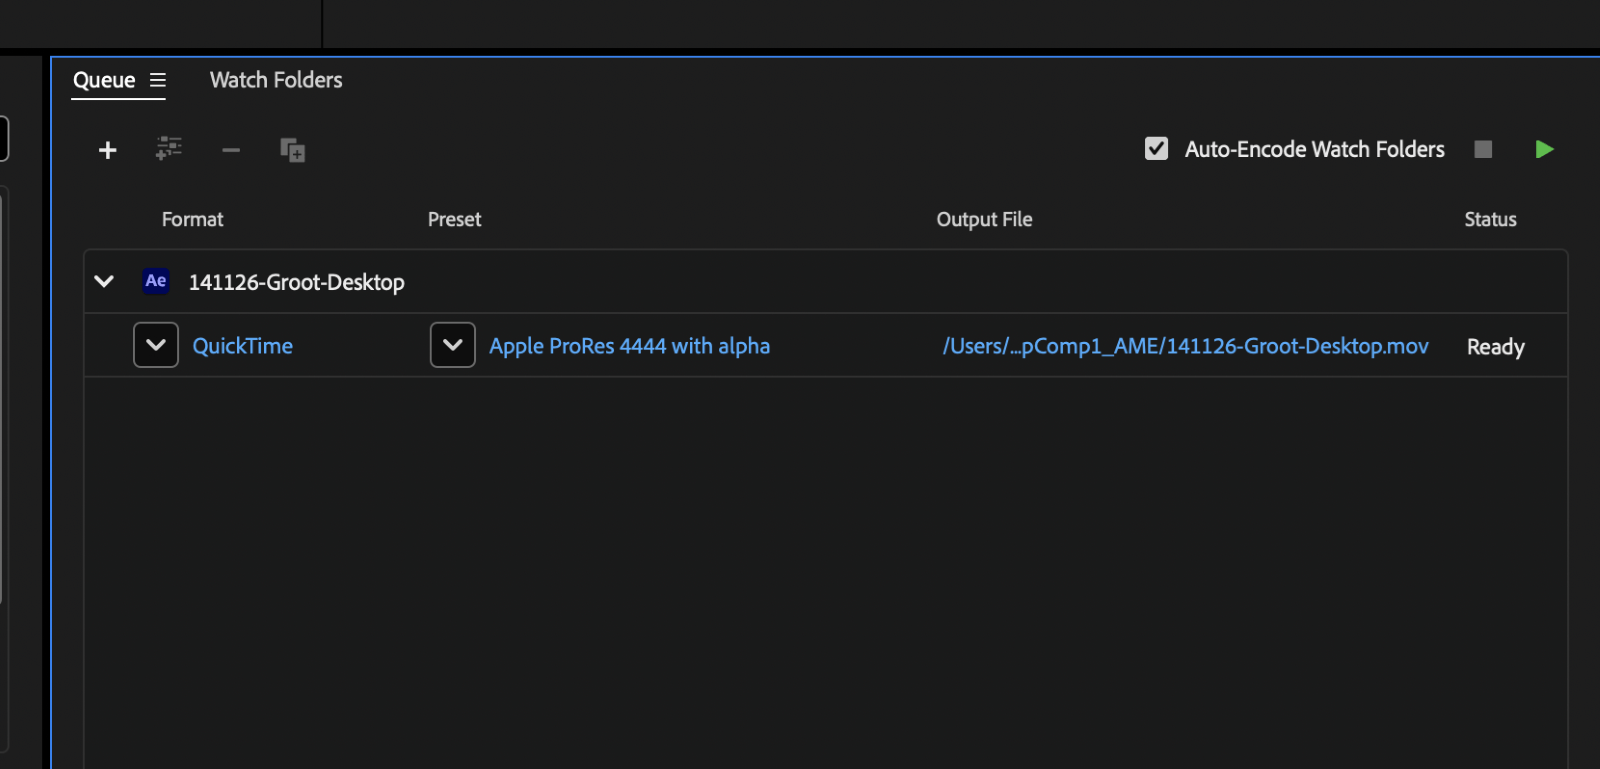 Queue Watch Folders
Auto-Encode Watch Folders
Format Preset Output File Status
Ae 141126-Groot-Desktop
QuickTime Apple ProRes 4444 with alpha /Users/...pComp1_AME/141126-Groot-Desktop.mov Ready